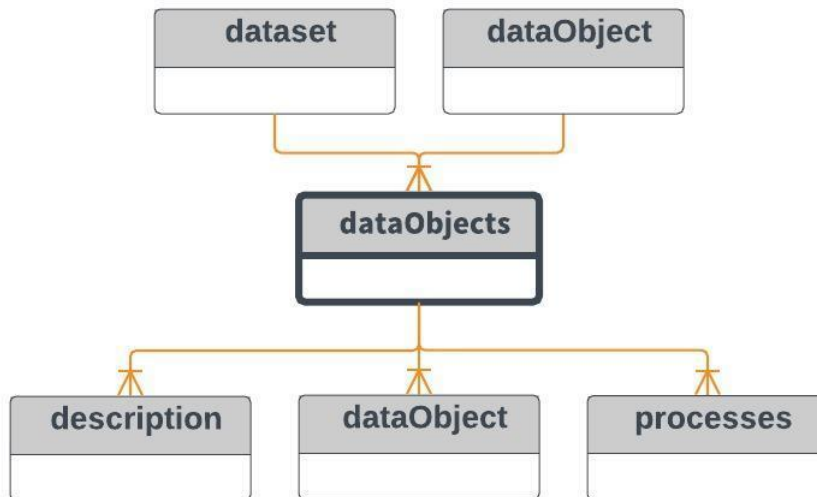 dataset
dataObject
dataObjects
description
dataObject
processes